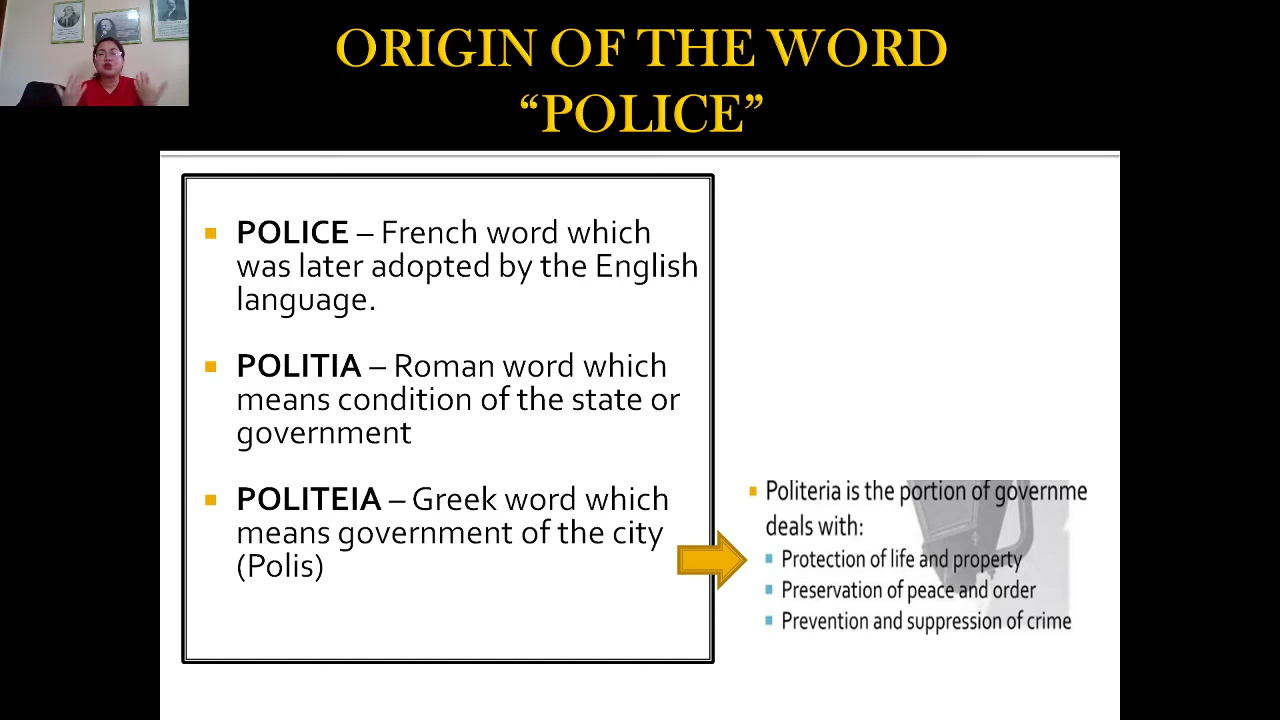 ORIGIN OF THE WORD
“POLICE”
POLICE – French word which
was later adopted by the English
language.
POLITIA – Roman word which
means condition of the state or
government
POLITEIA – Greek word which
means government of the city
(Polis)
Politeria is the portion of governme
deals with:
Protection of life and property
Preservation of peace and order
Prevention and suppression of crime